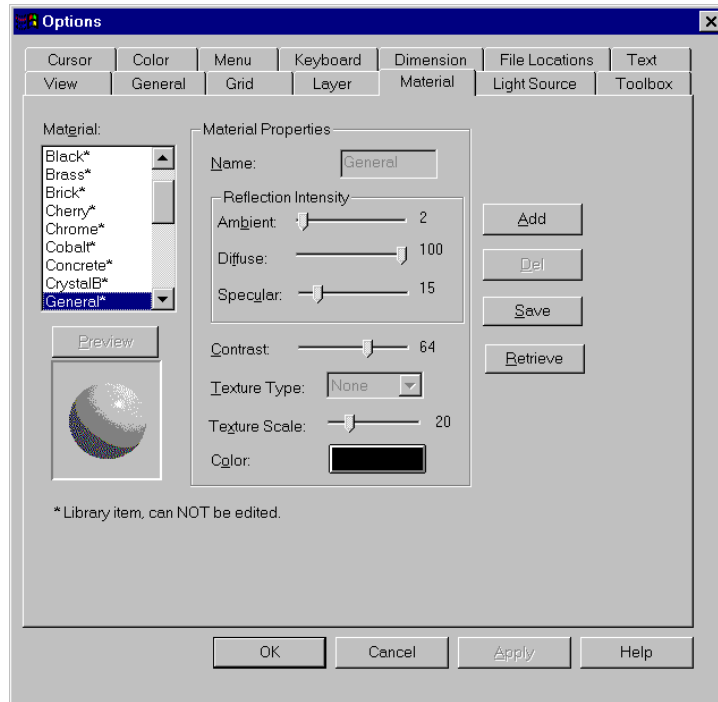 Options
Cursor Color Menu Keyboard Dimension File Locations Text
View General Grid Layer Material Light Source Toolbox
Material:
Black*
Brass*
Brick*
Cherry*
Chrome*
Cobalt*
Concrete*
CrystalB*
General*
Preview
* Library item, can NOT be edited.
Material Properties
Name: General
Reflection Intensity
Ambient: 2
Diffuse: 100
Specular: 15
Contrast: 64
Texture Type: None
Texture Scale: 20
Color:
Add
Del
Save
Retrieve
OK Cancel Apply Help